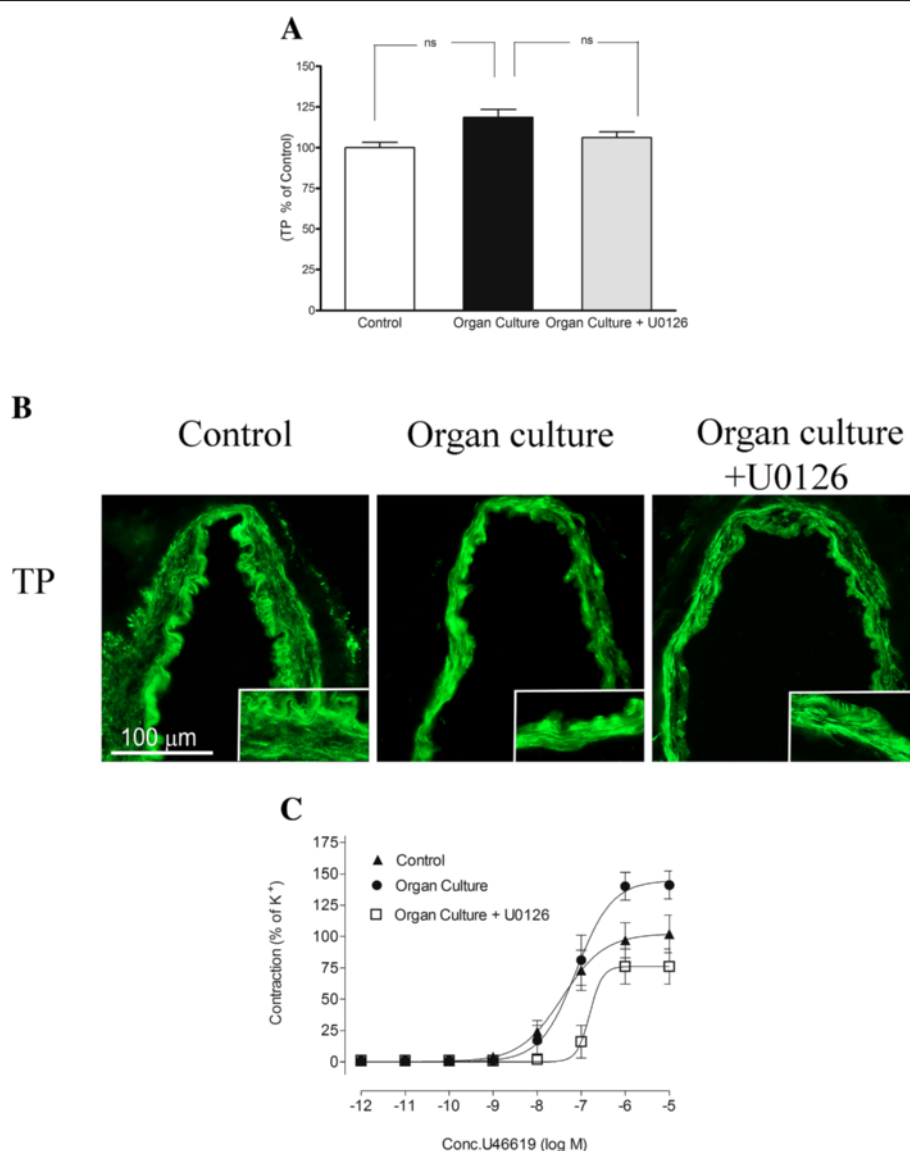 A
ns
ns
150
125
100
75
50
25
0
(TP % of Control)
Control
Organ Culture
Organ Culture + U0126
B
Control
Organ culture
Organ culture
+U0126
TP
100 μm
C
175
150
125
100
75
50
25
0
Contraction (% of K⁺)
Control
Organ Culture
Organ Culture + U0126
-12 -11 -10 -9 -8 -7 -6 -5
Conc.U46619 (log M)